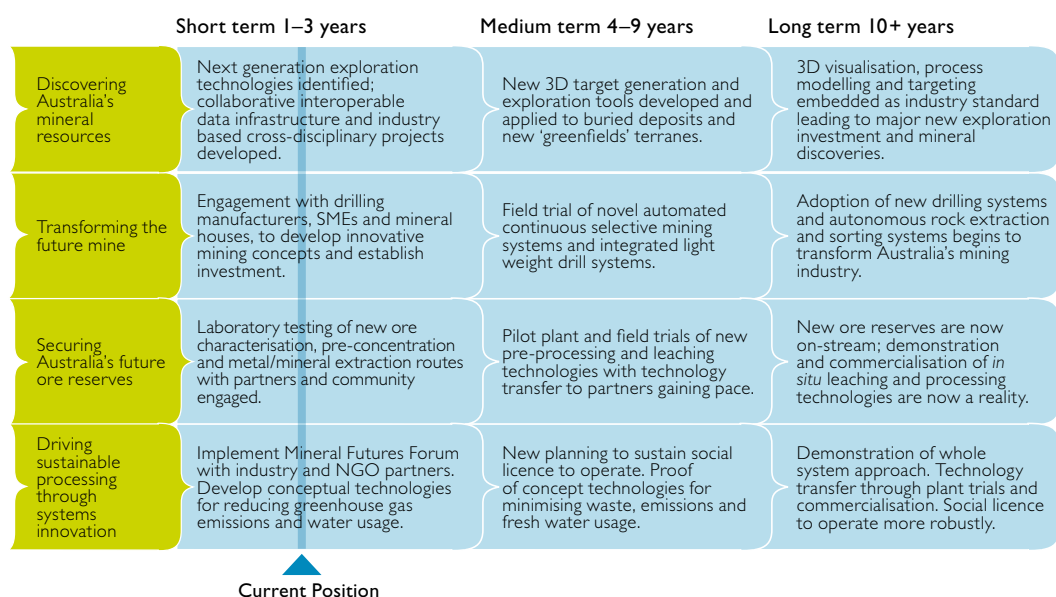 Short term 1–3 years
Medium term 4–9 years
Long term 10+ years
Discovering
Australia's
mineral
resources
Next generation exploration
technologies identified;
collaborative interoperable
data infrastructure and industry
based cross-disciplinary projects
developed.
New 3D target generation and
exploration tools developed and
applied to buried deposits and
new ‘greenfields’ terranes.
3D visualisation, process
modelling and targeting
embedded as industry standard
leading to major new exploration
investment and mineral
discoveries.
Transforming the
future mine
Engagement with drilling
manufacturers, SMEs and mineral
houses, to develop innovative
mining concepts and establish
investment.
Field trial of novel automated
continuous selective mining
systems and integrated light
weight drill systems.
Adoption of new drilling systems
and autonomous rock extraction
and sorting systems begins to
transform Australia's mining
industry.
Securing
Australia's future
ore reserves
Laboratory testing of new ore
characterisation, pre-concentration
and metal/mineral extraction routes
with partners and community
engaged.
Pilot plant and field trials of new
pre-processing and leaching
technologies with technology
transfer to partners gaining pace.
New ore reserves are now
on-stream; demonstration
and commercialisation of in
situ leaching and processing
technologies are now a reality.
Driving
sustainable
processing
through
systems
innovation
Implement Mineral Futures Forum
with industry and NGO partners.
Develop conceptual technologies
for reducing greenhouse gas
emissions and water usage.
New planning to sustain social
licence to operate. Proof
of concept technologies for
minimising waste, emissions and
fresh water usage.
Demonstration of whole
system approach. Technology
transfer through plant trials and
commercialisation. Social licence
to operate more robustly.
Current Position